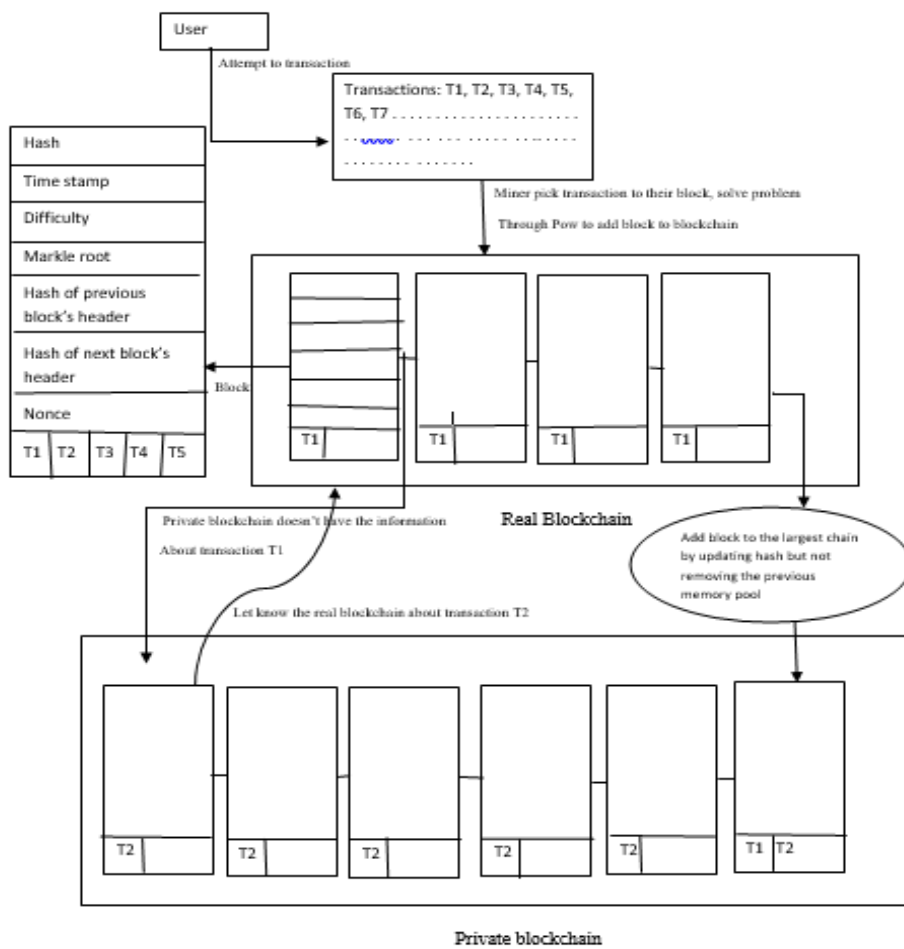 User
Attempt to transaction
Transactions: T1, T2, T3, T4, T5,
T6, T7 . . . . . . . . . . . . . . . . . . . . . .
Hash
Time stamp
Difficulty
Markle root
Hash of previous
block's header
Hash of next block's
header
Nonce
T1 T2 T3 T4 T5
Miner pick transaction to their block, solve problem
Through Pow to add block to blockchain
Block
T1
T1
T1
T1
Real Blockchain
Private blockchain doesn't have the information
About transaction T1
Let know the real blockchain about transaction T2
Add block to the largest chain
by updating hash but not
removing the previous
memory pool
T2
T2
T2
T2
T2
T1 T2
Private blockchain